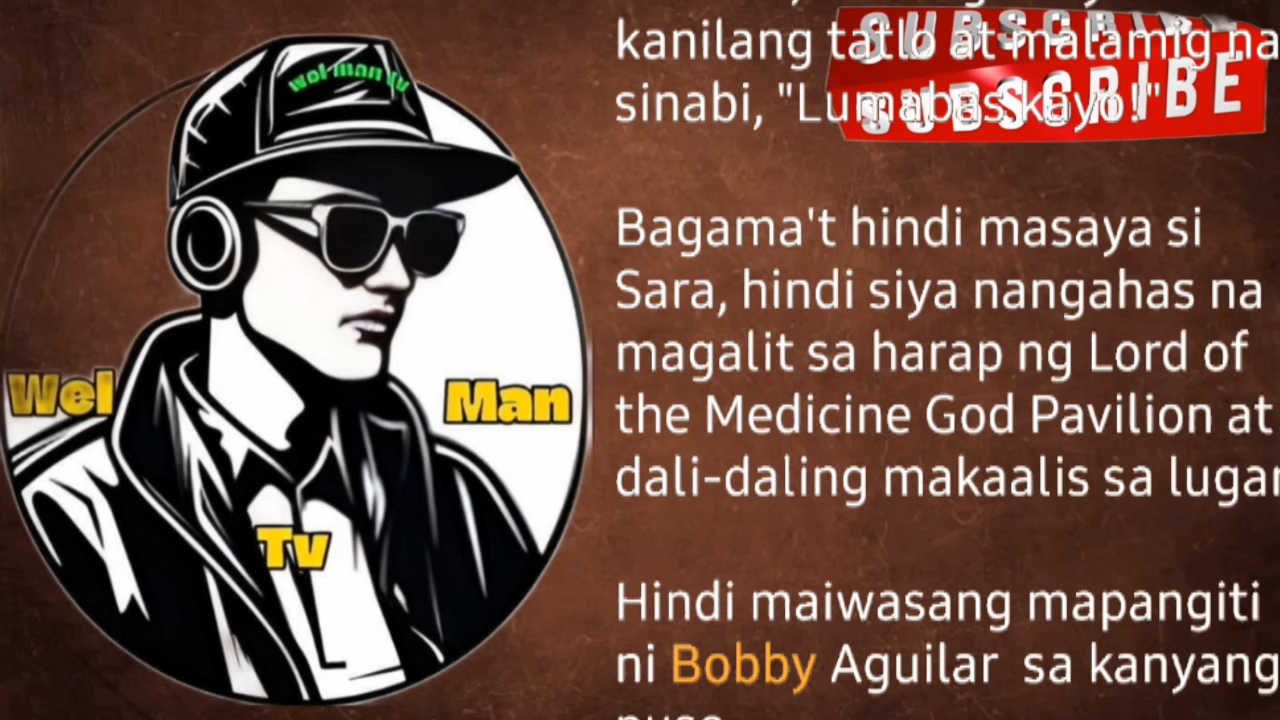 wel man tv
Wel
Man
Tv
SUBSCRIBE
SUBSCRIBE
kanilang tatlo at malamig na
sinabi, "Lumabas kayo!"
Bagama't hindi masaya si
Sara, hindi siya nangahas na
magalit sa harap ng Lord of
the Medicine God Pavilion at
dali-daling makaalis sa lugar
Hindi maiwasang mapangiti
ni Bobby Aguilar sa kanyang